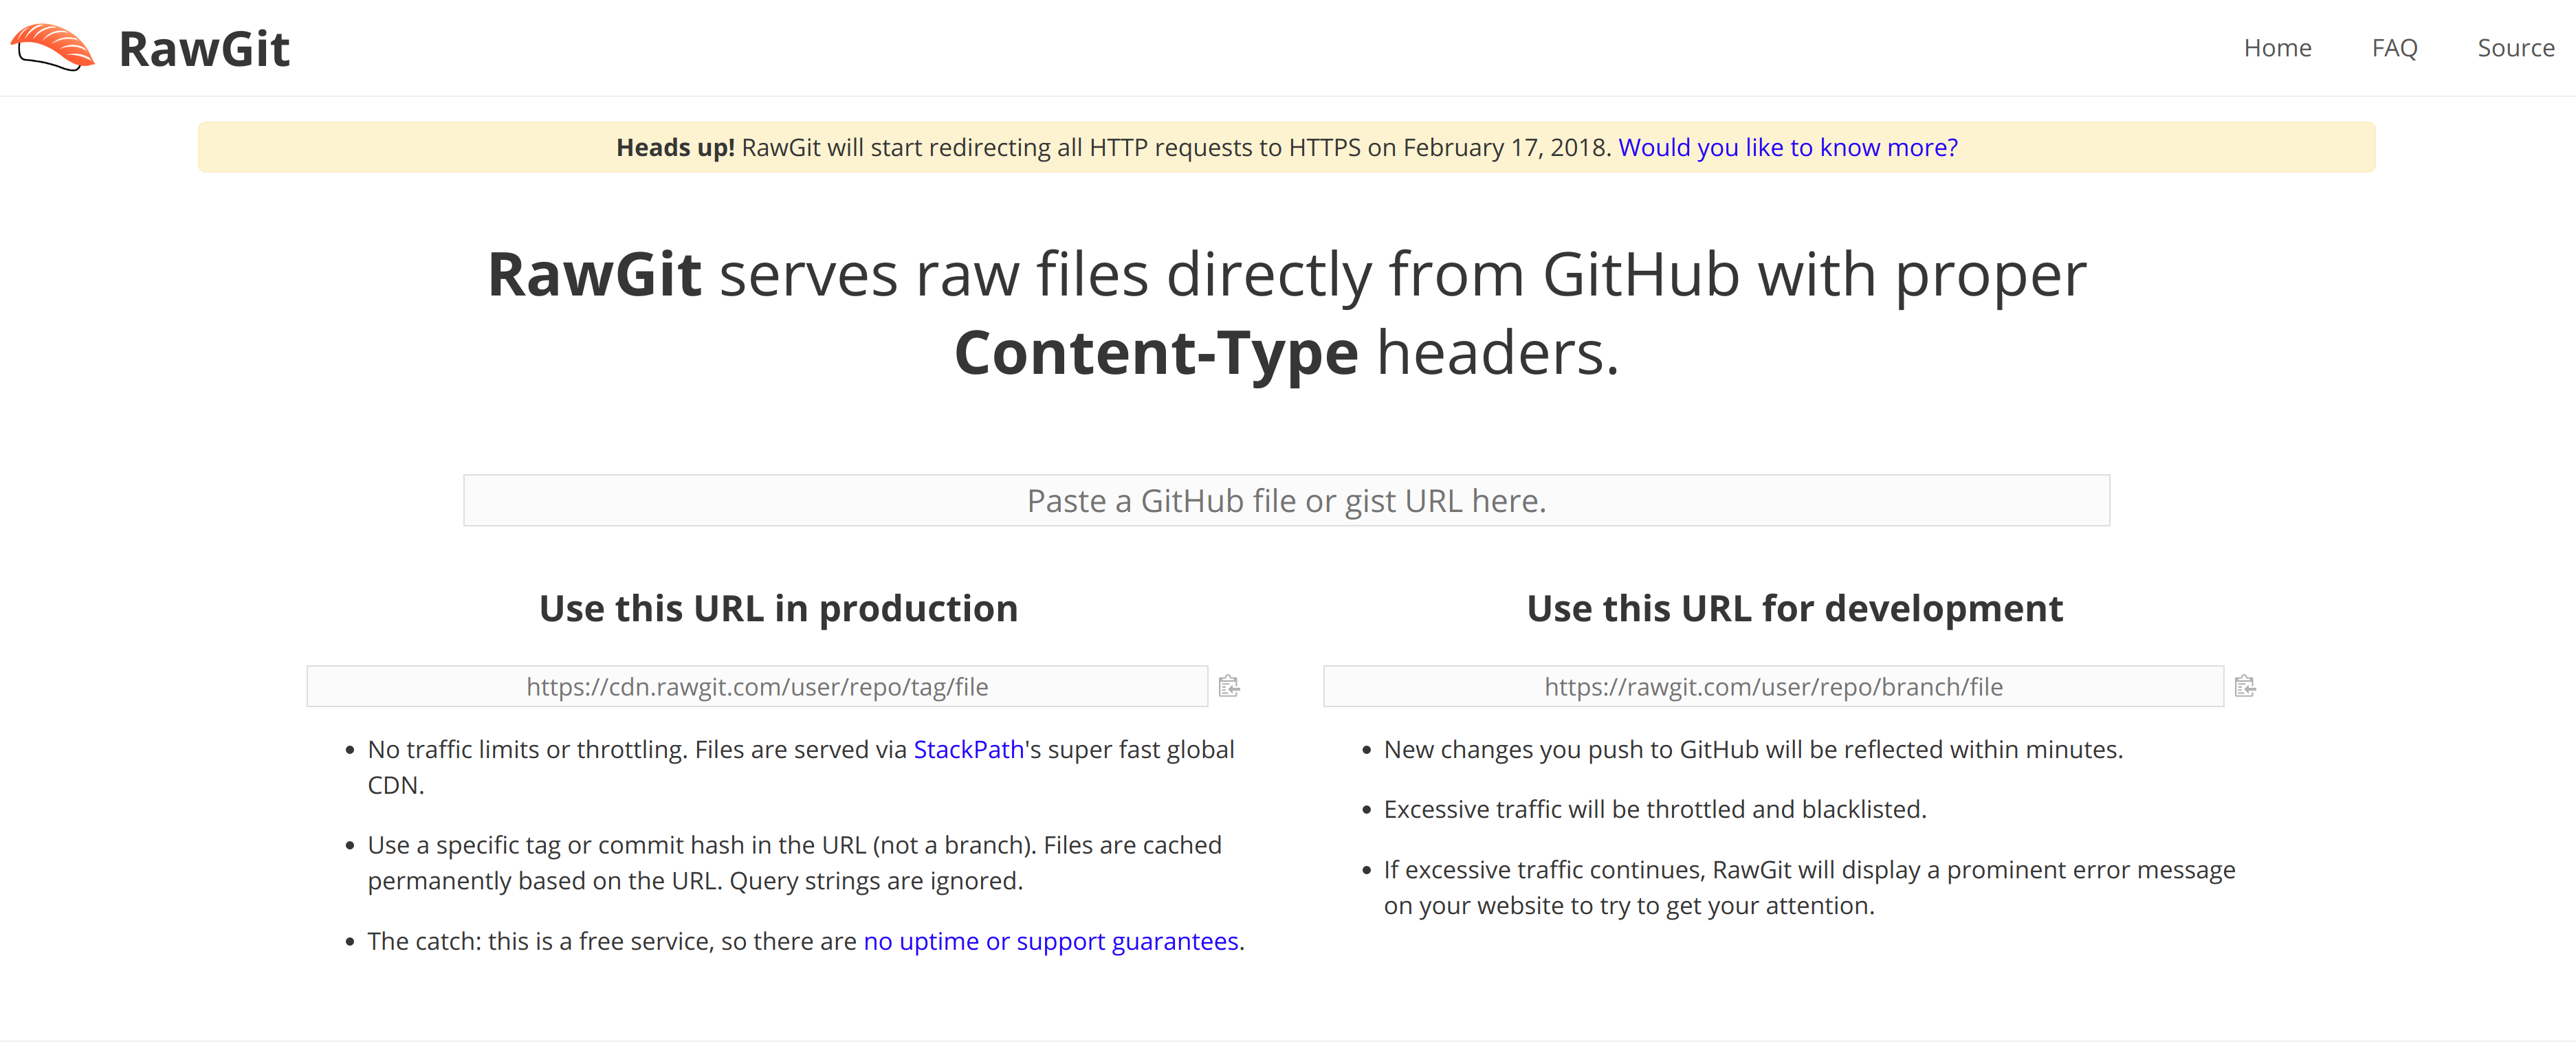 RawGit
Home FAQ Source
Heads up! RawGit will start redirecting all HTTP requests to HTTPS on February 17, 2018. Would you like to know more?
RawGit serves raw files directly from GitHub with proper
Content-Type headers.
Paste a GitHub file or gist URL here.
Use this URL in production
https://cdn.rawgit.com/user/repo/tag/file
• No traffic limits or throttling. Files are served via StackPath's super fast global
CDN.
• Use a specific tag or commit hash in the URL (not a branch). Files are cached
permanently based on the URL. Query strings are ignored.
• The catch: this is a free service, so there are no uptime or support guarantees.
Use this URL for development
https://rawgit.com/user/repo/branch/file
• New changes you push to GitHub will be reflected within minutes.
• Excessive traffic will be throttled and blacklisted.
• If excessive traffic continues, RawGit will display a prominent error message
on your website to try to get your attention.